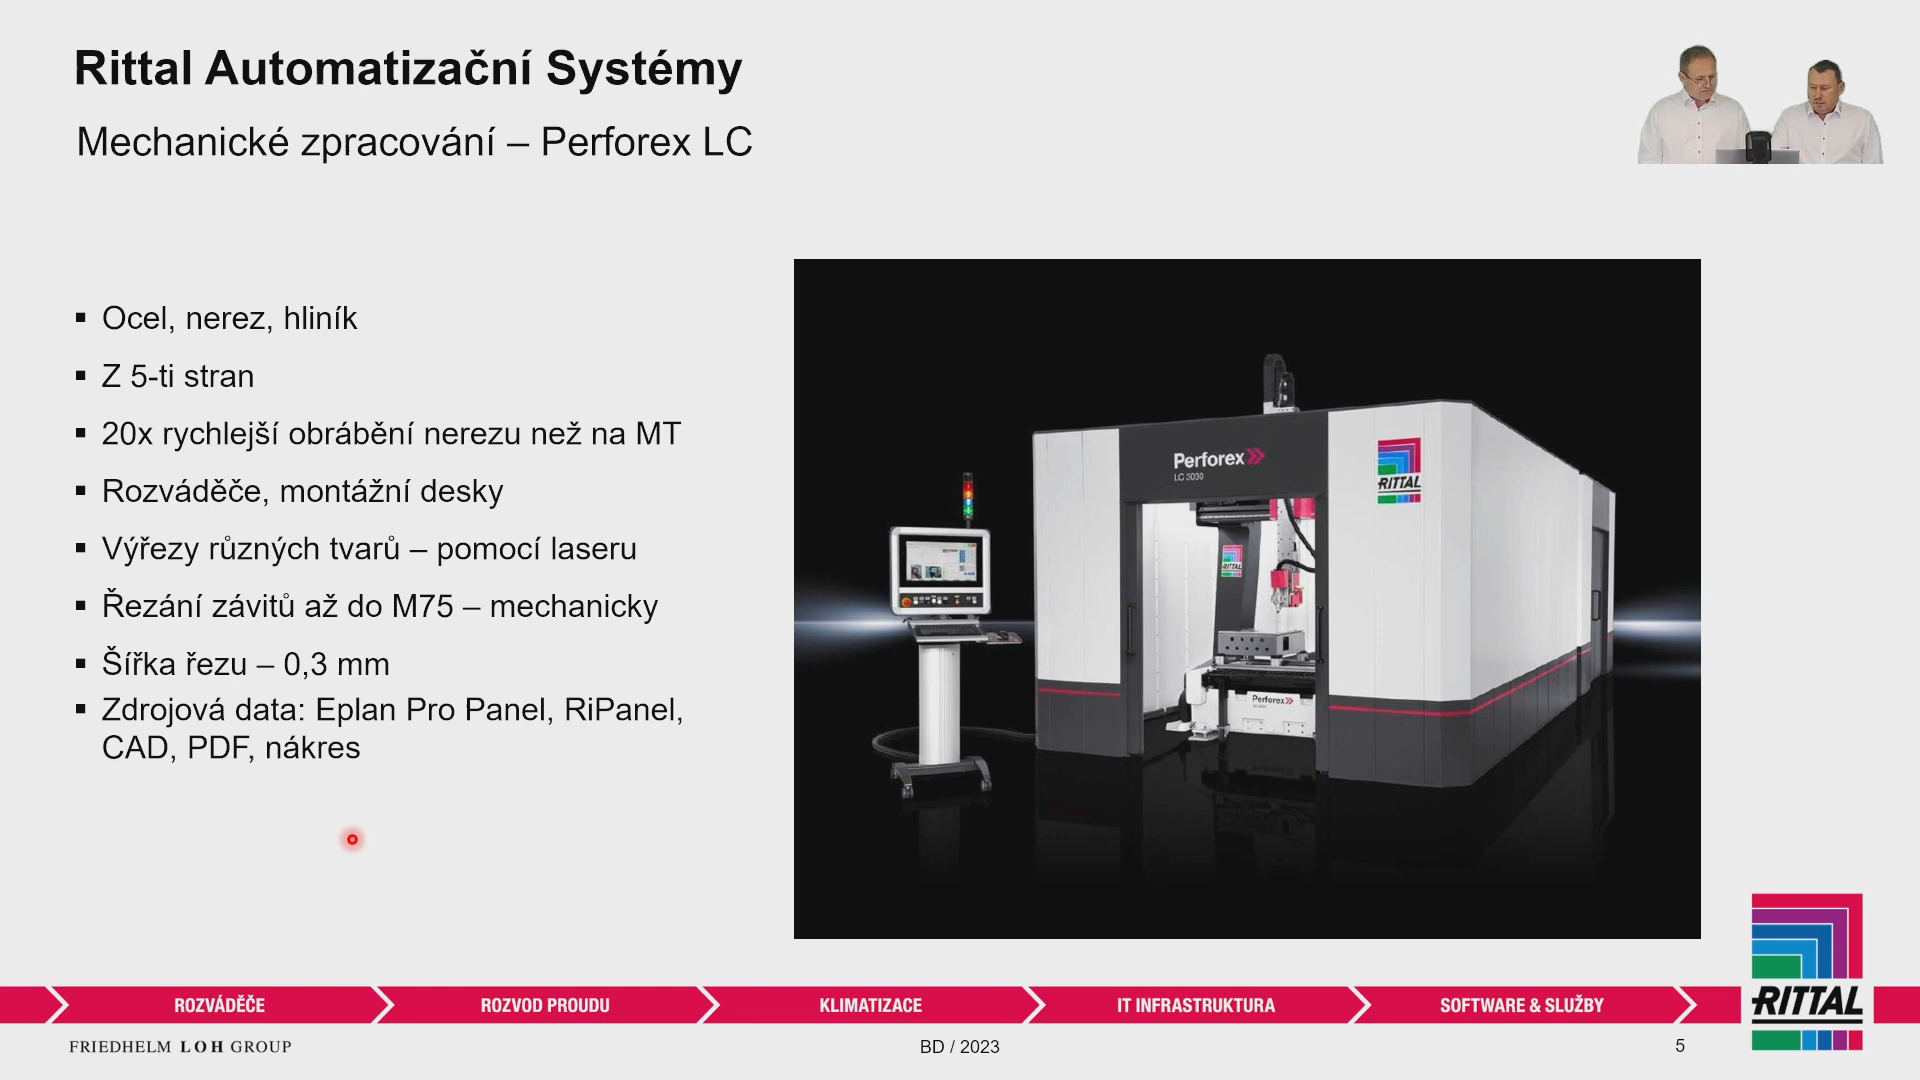 Rittal Automatizační Systémy
Mechanické zpracování – Perforex LC
▪ Ocel, nerez, hliník
▪ Z 5-ti stran
▪ 20x rychlejší obrábění nerezu než na MT
▪ Rozváděče, montážní desky
▪ Výřezy různých tvarů – pomocí laseru
▪ Řezání závitů až do M75 – mechanicky
▪ Šířka řezu – 0,3 mm
▪ Zdrojová data: Eplan Pro Panel, RiPanel,
CAD, PDF, nákres
Perforex
LC 3030
RITTAL
RITTAL
Perforex
ROZVÁDĚČE
ROZVOD PROUDU
KLIMATIZACE
IT INFRASTRUKTURA
SOFTWARE & SLUŽBY
RITTAL
FRIEDHELM LOH GROUP
BD / 2023
5